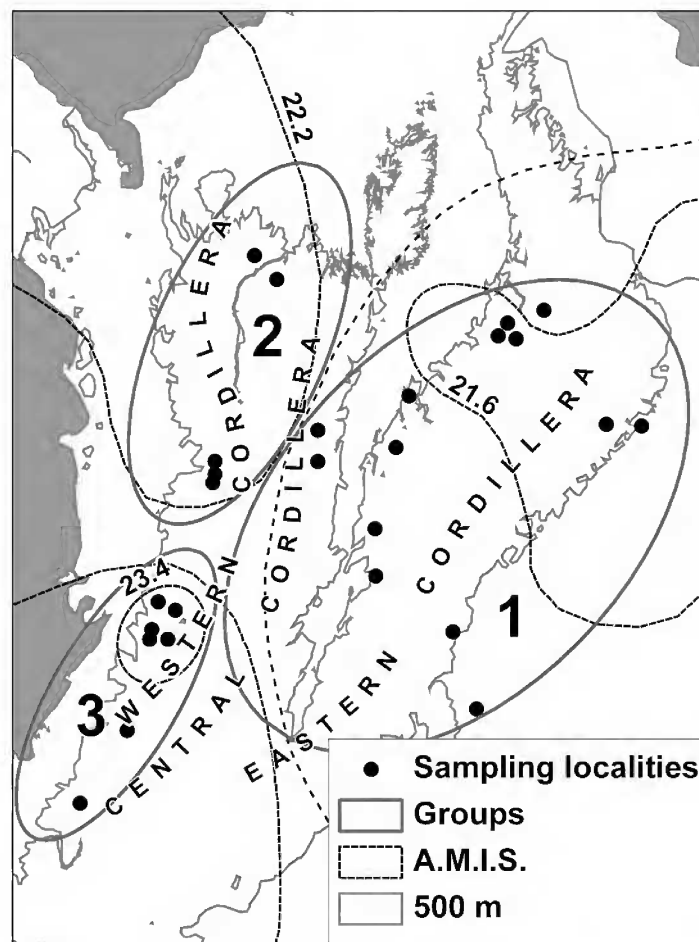 22.2
CORDILLERA
2
21.6
23.4
WESTERN CORDILLERA
CENTRAL CORDILLERA
EASTERN CORDILLERA
1
3
Sampling localities
Groups
A.M.I.S.
500 m